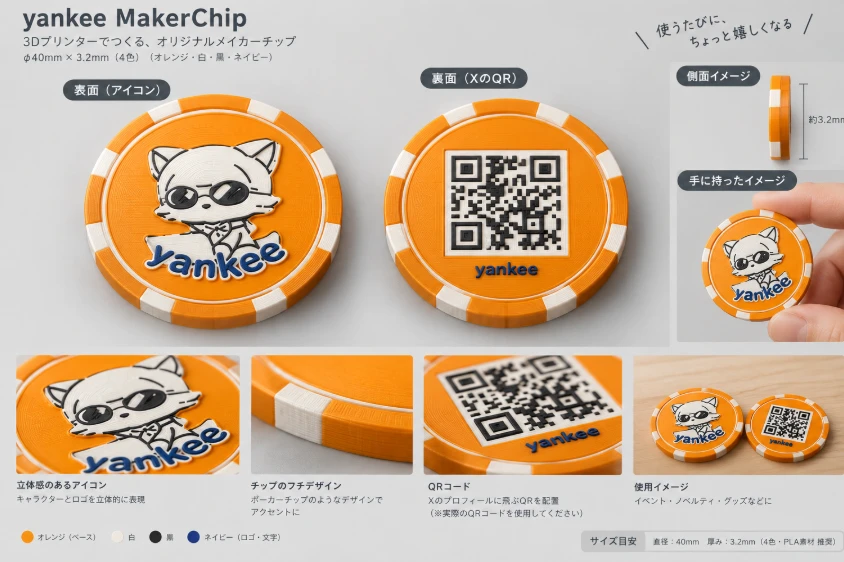 yankee MakerChip
3Dプリンターでつくる、オリジナルメイカーチップ
φ40mm × 3.2mm（4色）（オレンジ・白・黒・ネイビー）
使うたびに、
ちょっと嬉しくなる
表面（アイコン）
yankee
裏面（XのQR）
yankee
側面イメージ
約3.2mm
手に持ったイメージ
yankee
yankee
立体感のあるアイコン
キャラクターとロゴを立体的に表現
チップのフチデザイン
ポーカーチップのようなデザインで
アクセントに
yankee
QRコード
Xのプロフィールに飛ぶQRを配置
（※実際のQRコードを使用してください）
yankee
yankee
使用イメージ
イベント・ノベルティ・グッズなどに
オレンジ（ベース）
白
黒
ネイビー（ロゴ・文字）
サイズ目安
直径：40mm　厚み：3.2mm（4色・PLA素材 推奨）